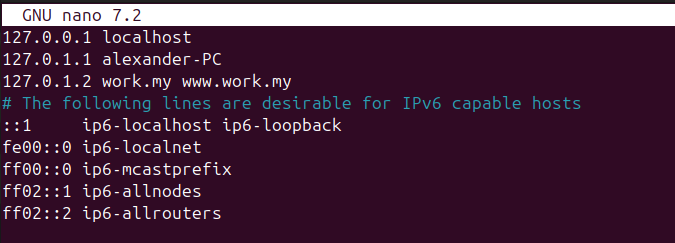 GNU nano 7.2
127.0.0.1 localhost
127.0.1.1 alexander-PC
127.0.1.2 work.my www.work.my
# The following lines are desirable for IPv6 capable hosts
::1     ip6-localhost ip6-loopback
fe00::0 ip6-localnet
ff00::0 ip6-mcastprefix
ff02::1 ip6-allnodes
ff02::2 ip6-allrouters